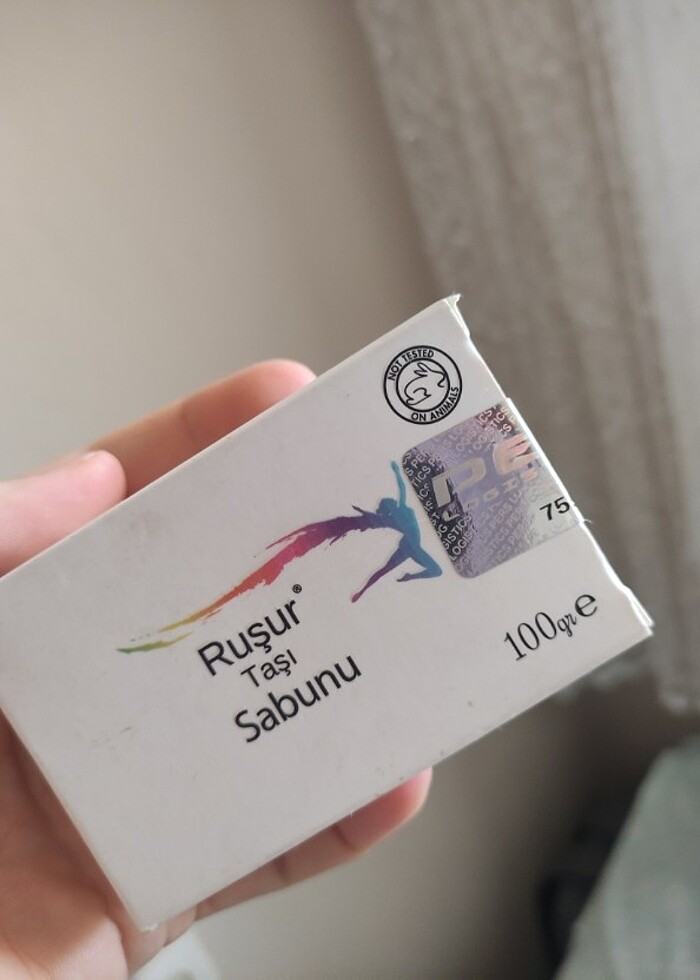 NOT TESTED
ON ANIMALS
75
Ruşur®
Taşı
Sabunu
100gr e